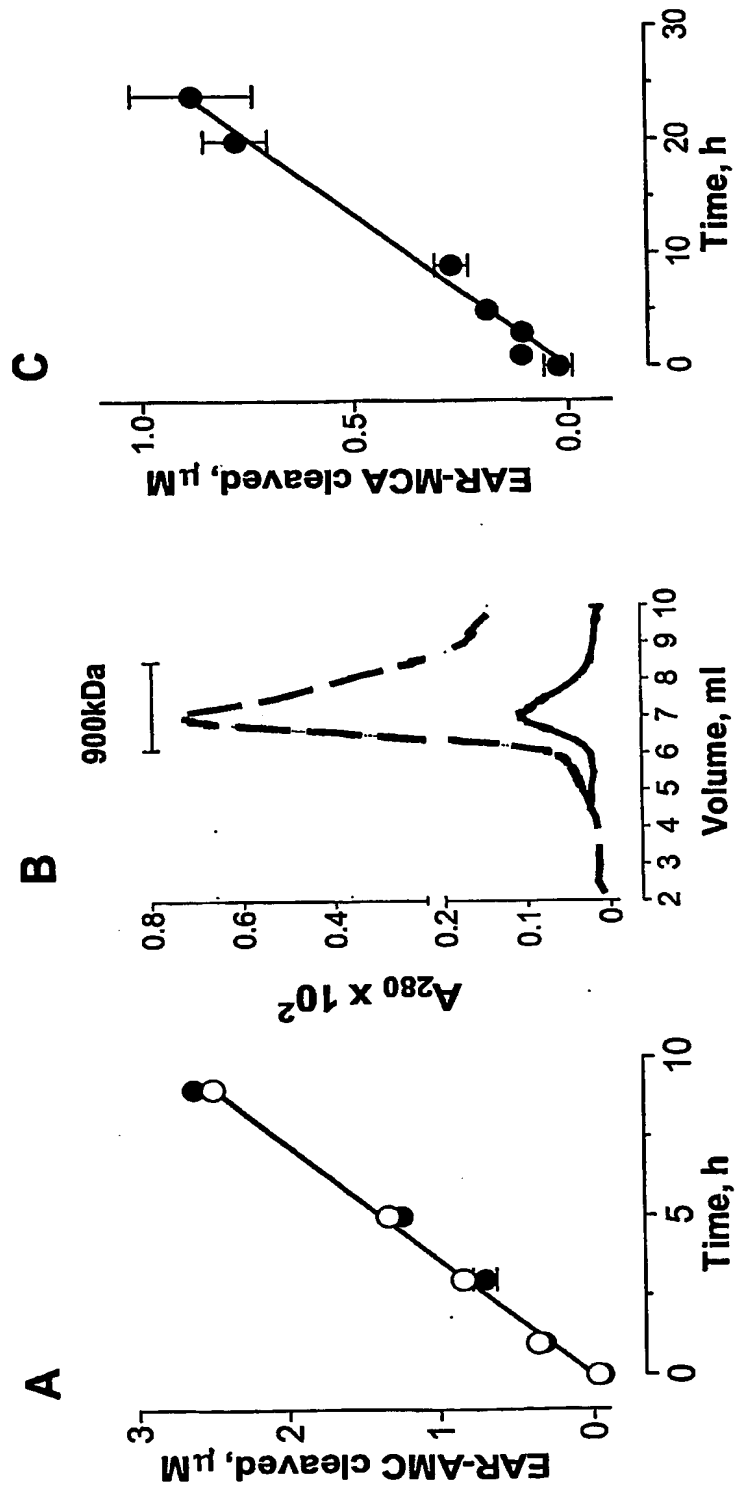 A
EAR-AMC cleaved, μM
3
2
1
0
0
5
10
Time, h
B
A280 x 10²
0.8
0.6
0.4
0.2
0.1
0
900kDa
2 3 4 5 6 7 8 9 10
Volume, ml
C
EAR-MCA cleaved, μM
1.0
0.5
0.0
0
10
20
30
Time, h